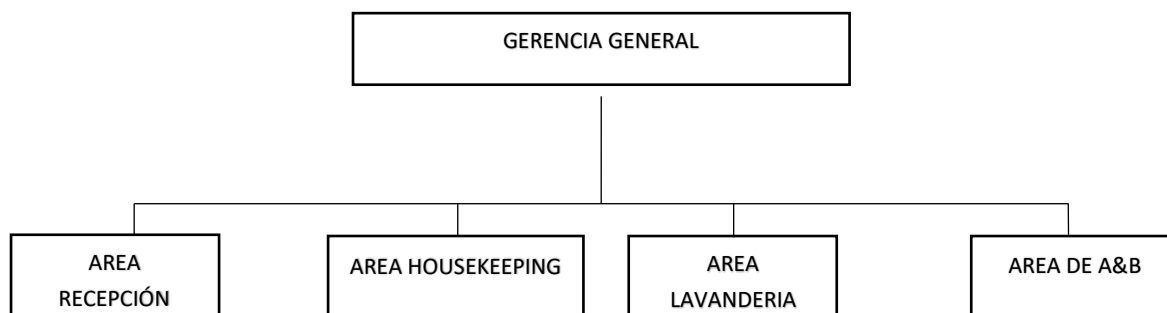 GERENCIA GENERAL
AREA
RECEPCIÓN
AREA HOUSEKEEPING
AREA
LAVANDERIA
AREA DE A&B